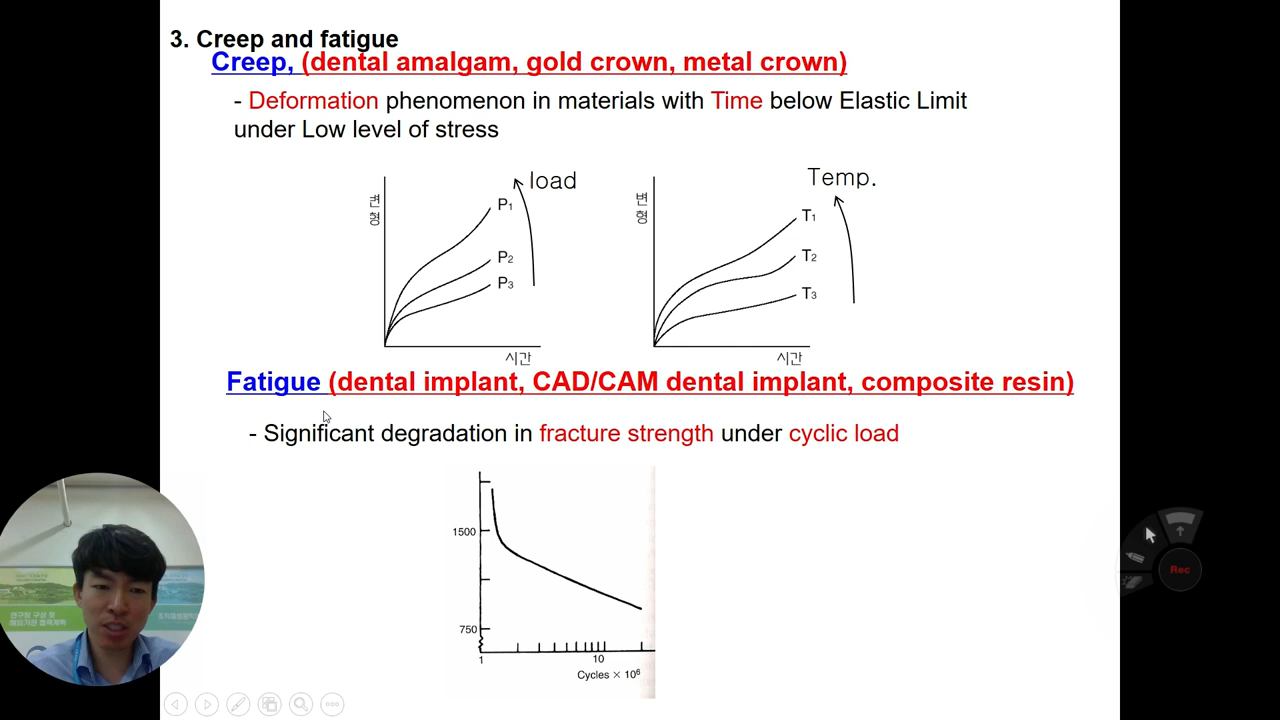 3. Creep and fatigue
Creep, (dental amalgam, gold crown, metal crown)
- Deformation phenomenon in materials with Time below Elastic Limit
under Low level of stress
load
Temp.
변
형
P1
P2
P3
시간
변
형
T1
T2
T3
시간
Fatigue (dental implant, CAD/CAM dental implant, composite resin)
- Significant degradation in fracture strength under cyclic load
1500
750
1
10
Cycles × 10⁶
Rec